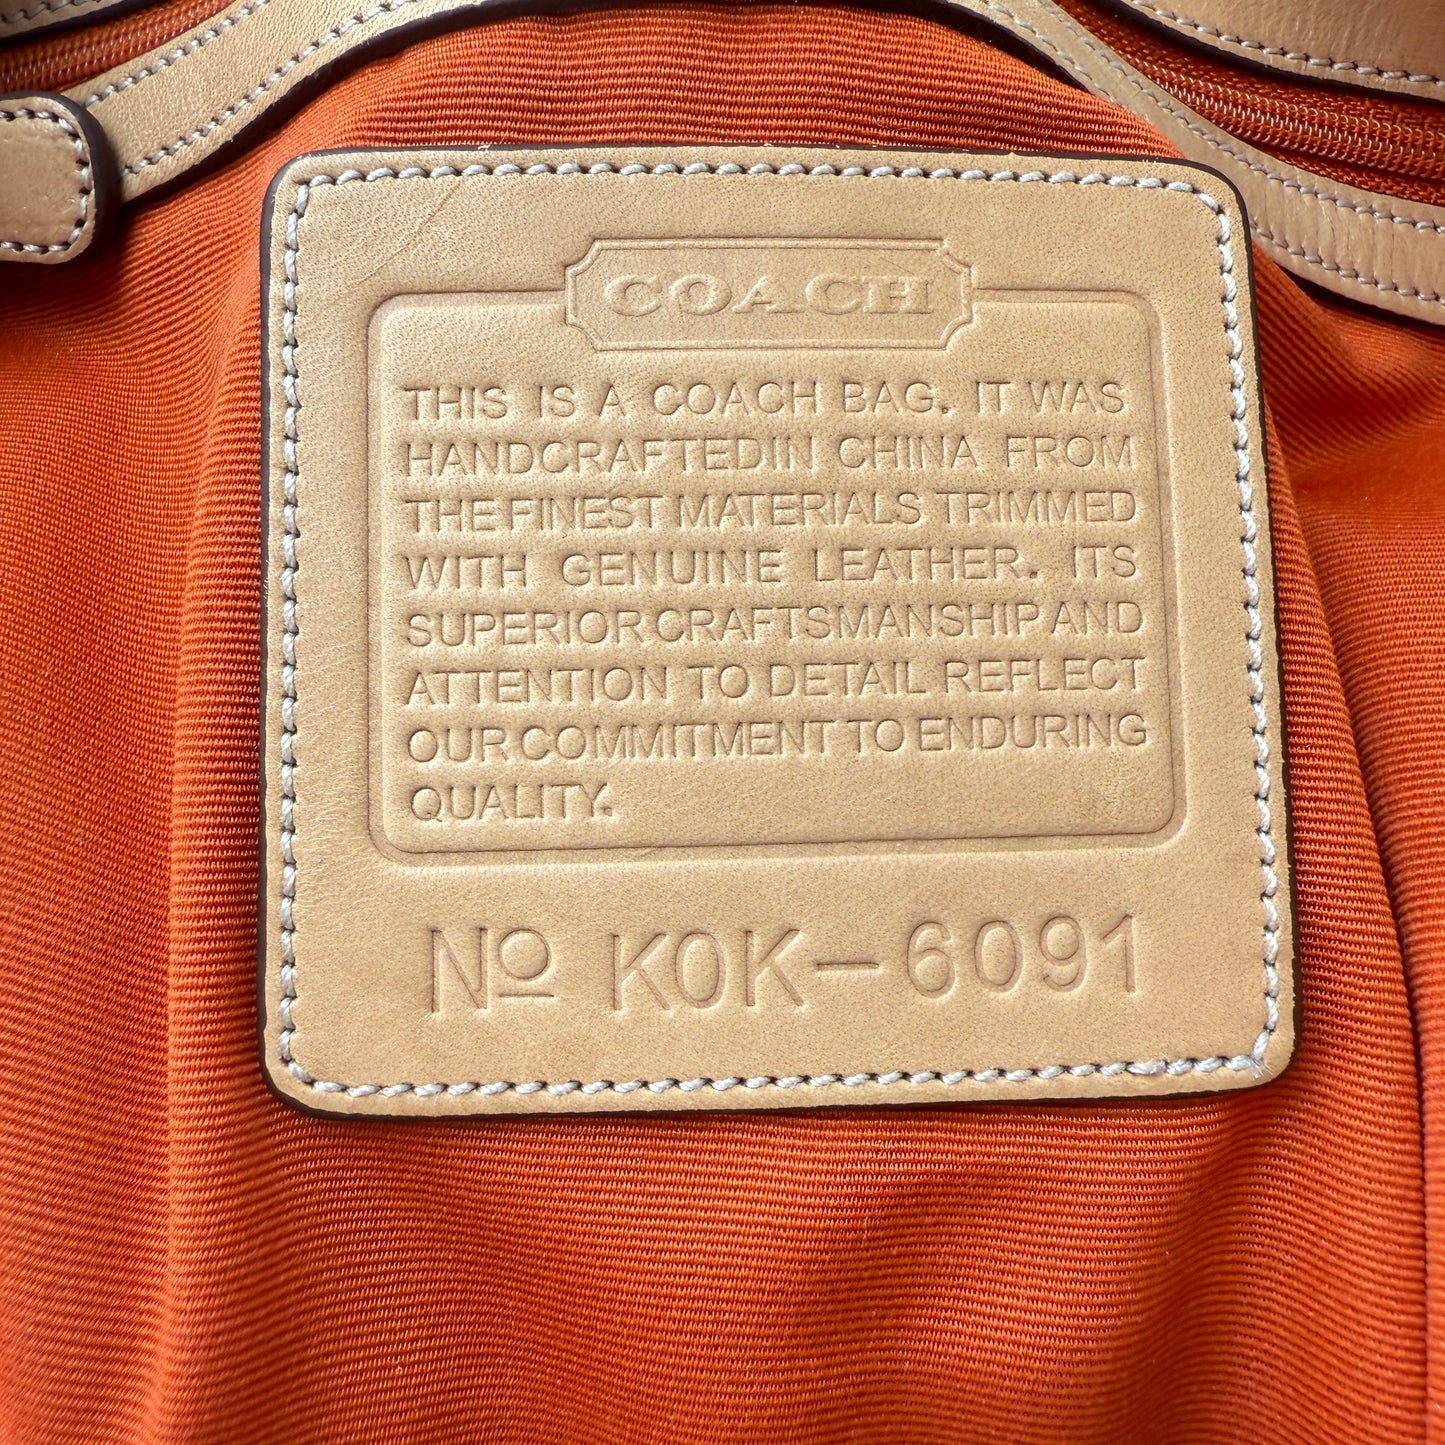 COACH
THIS IS A COACH BAG. IT WAS
HANDCRAFTEDIN CHINA FROM
THE FINEST MATERIALS TRIMMED
WITH GENUINE LEATHER. ITS
SUPERIOR CRAFTSMANSHIP AND
ATTENTION TO DETAIL REFLECT
OUR COMMITMENT TO ENDURING
QUALITY.
Nº K0K-6091